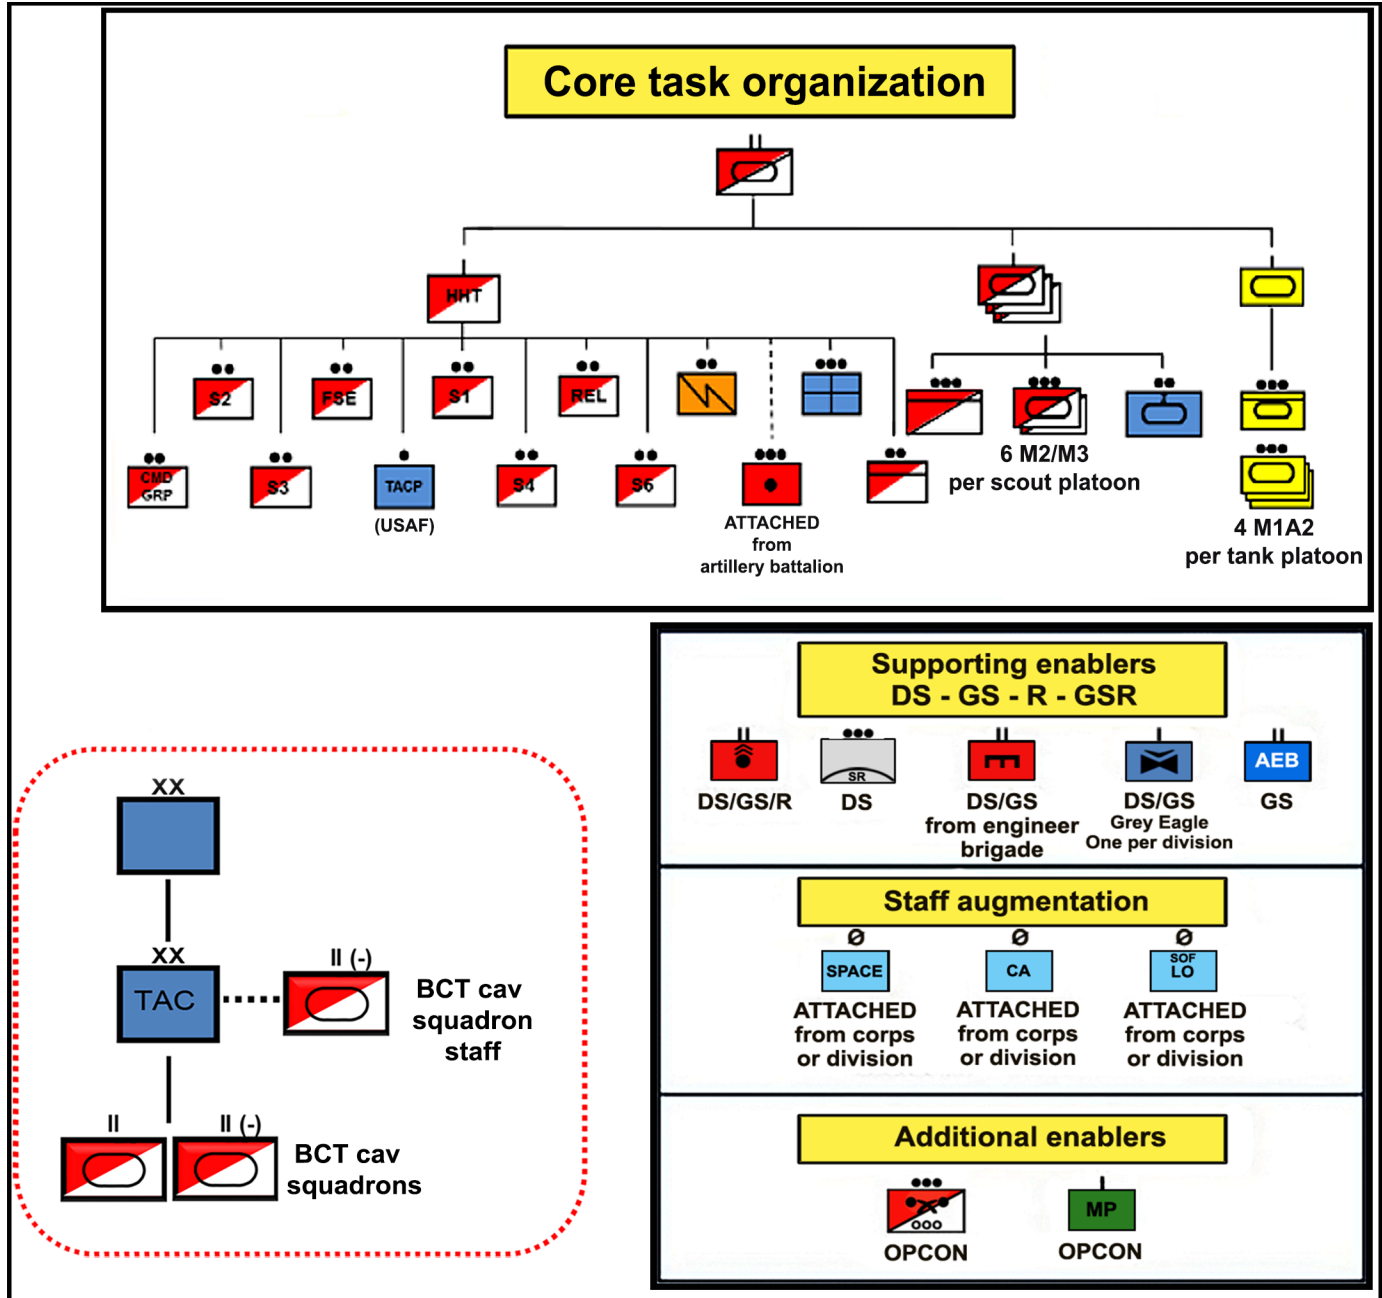 Core task organization
HHT
S2
FSE
S1
REL
CMD
GRP
S3
TACP
(USAF)
S4
S6
ATTACHED
from
artillery battalion
6 M2/M3
per scout platoon
4 M1A2
per tank platoon
Supporting enablers
DS - GS - R - GSR
SR
AEB
DS/GS/R
DS
DS/GS
from engineer
brigade
DS/GS
Grey Eagle
One per division
GS
Staff augmentation
SPACE
ATTACHED
from corps
or division
CA
ATTACHED
from corps
or division
SOF
LO
ATTACHED
from corps
or division
Additional enablers
OPCON
MP
OPCON
XX
XX
TAC
II (-)
BCT cav
squadron
staff
II
II (-)
BCT cav
squadrons